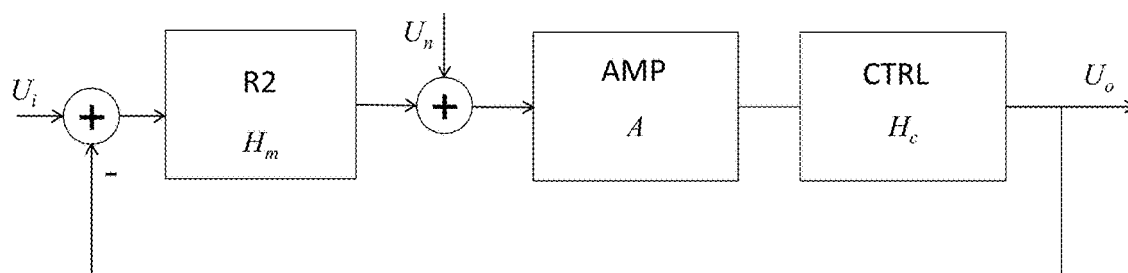 U_i
+
-
R2
H_m
U_n
+
AMP
A
CTRL
H_c
U_o